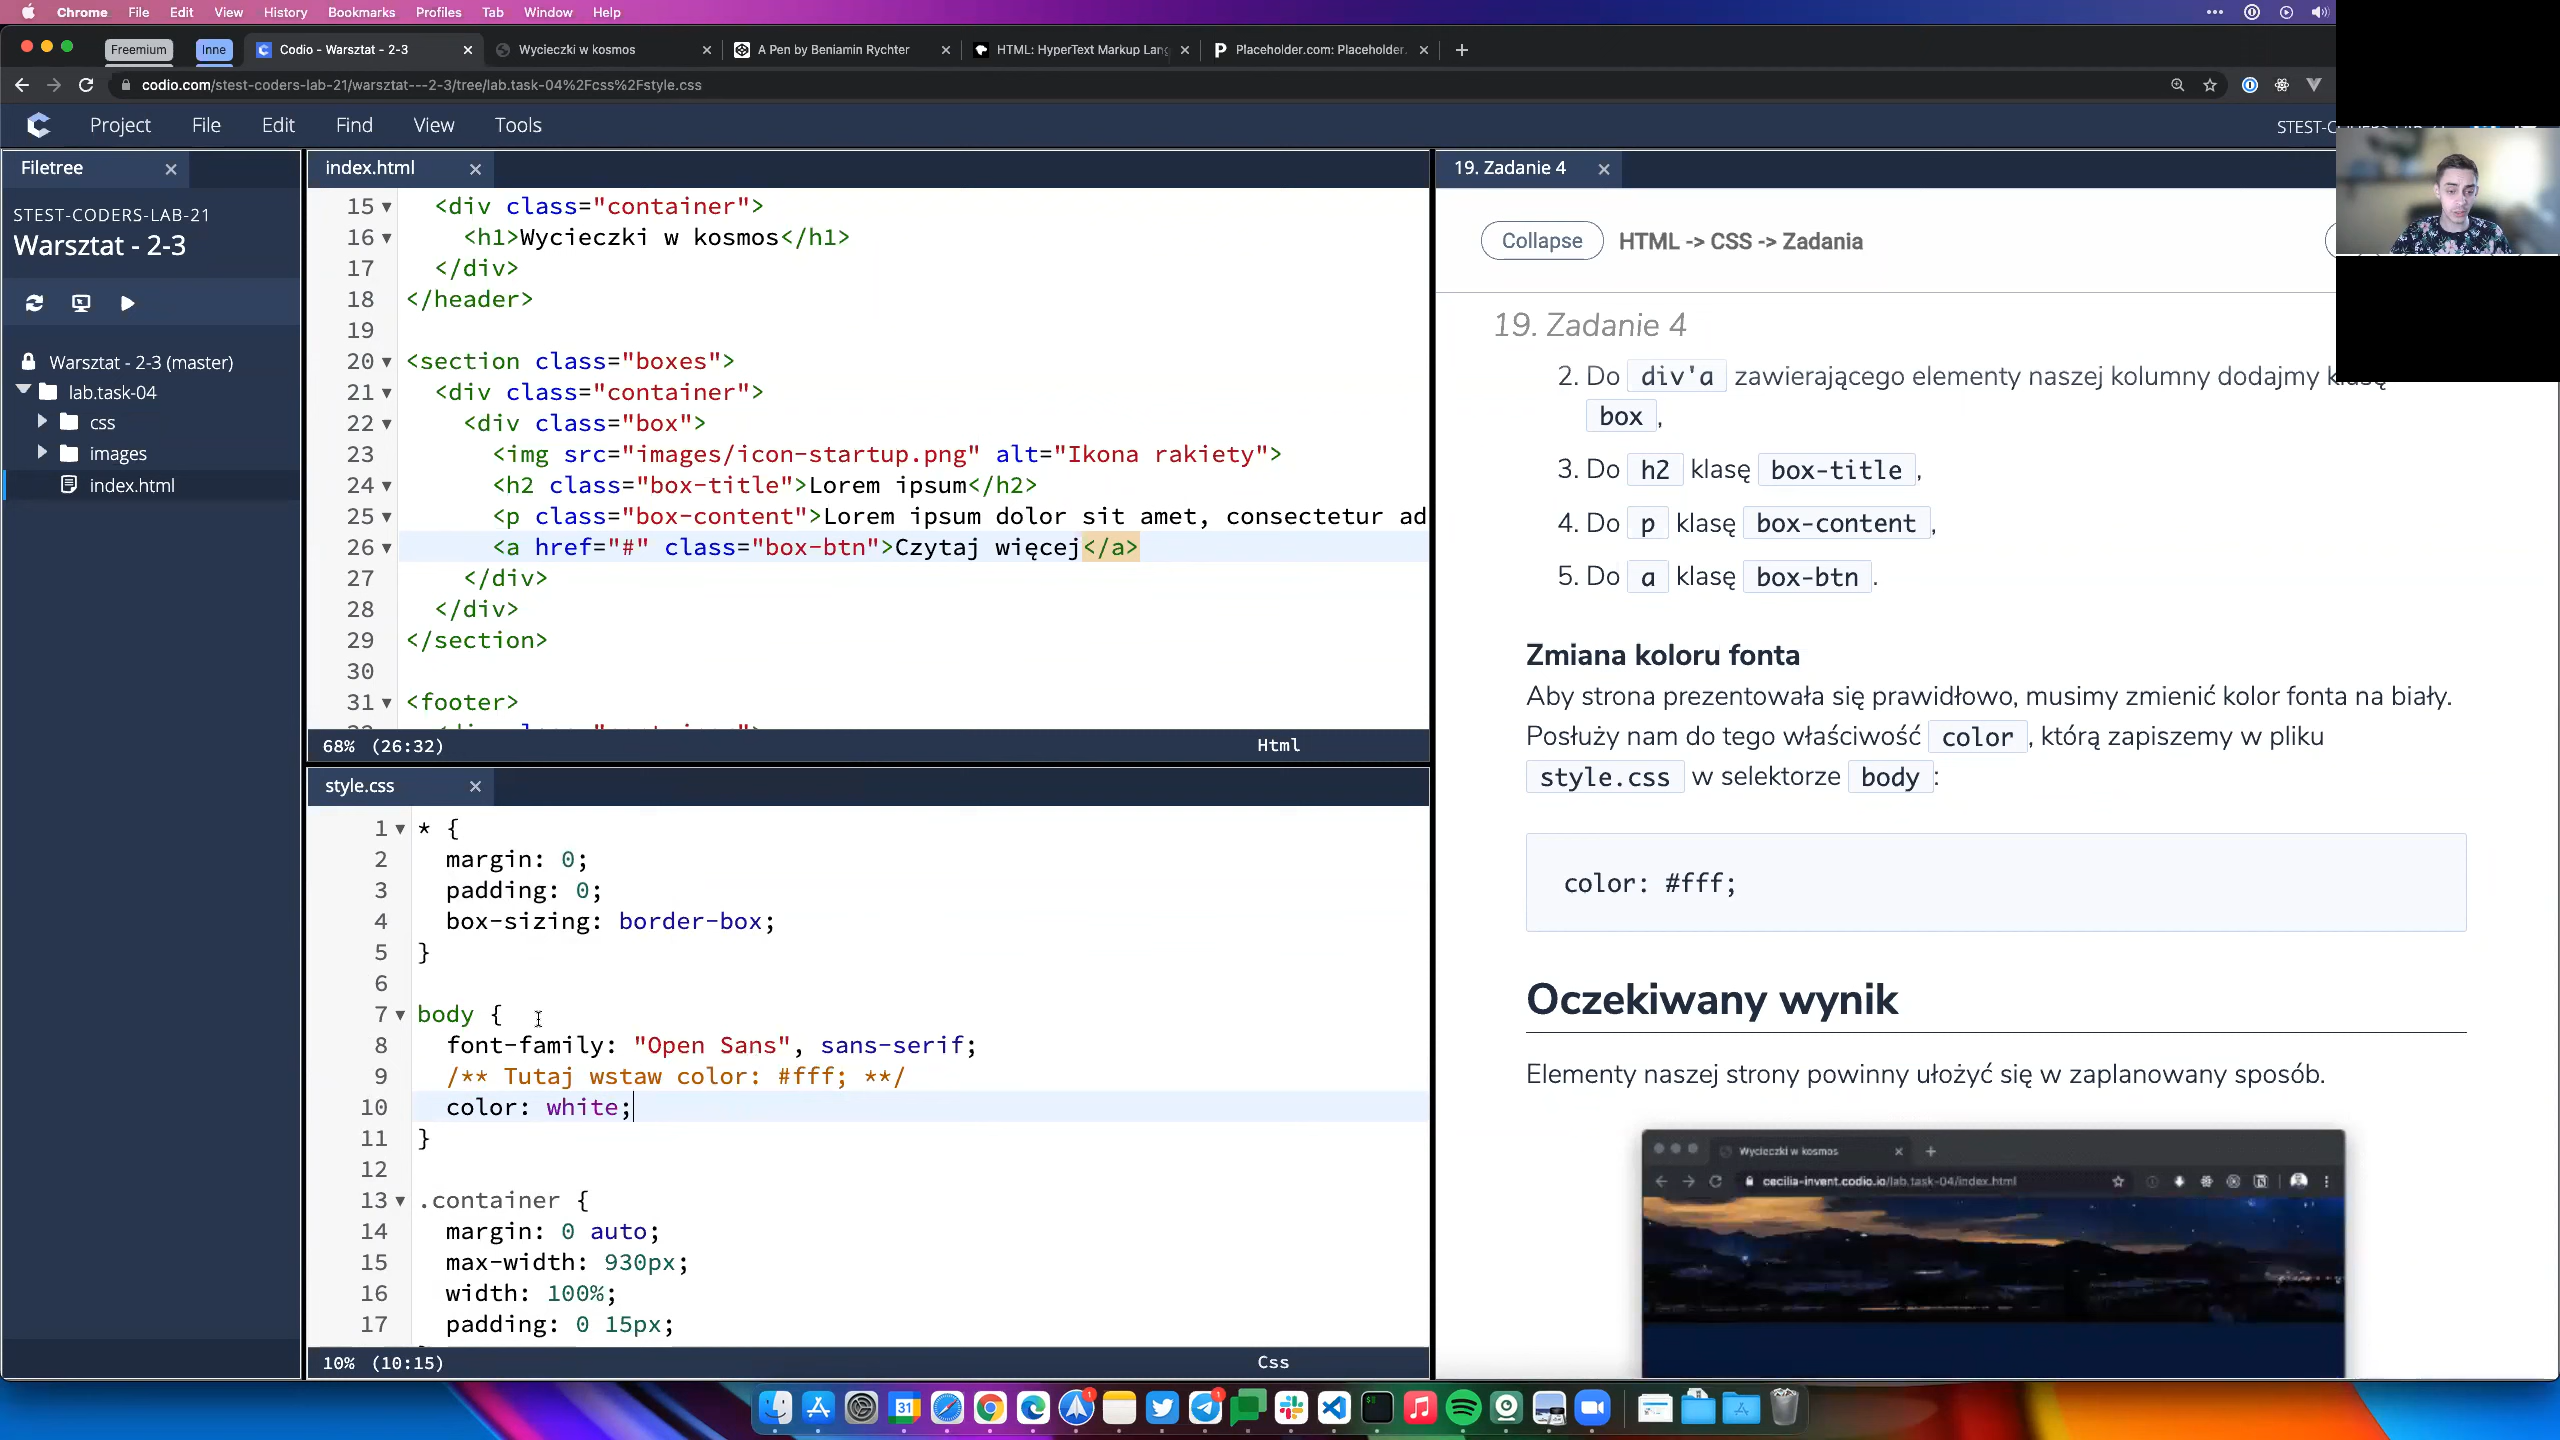 Chrome File Edit View History Bookmarks Profiles Tab Window Help
Freemium
Inne
Codio - Warsztat - 2-3
Wycieczki w kosmos
A Pen by Beniamin Rychter
HTML: HyperText Markup Lang
Placeholder.com: Placeholder.
codio.com/stest-coders-lab-21/warsztat---2-3/tree/lab.task-04%2Fcss%2Fstyle.css
Project File Edit Find View Tools
Filetree
STEST-CODERS-LAB-21
Warsztat - 2-3
Warsztat - 2-3 (master)
lab.task-04
css
images
index.html
index.html
15 <div class="container">
16 <h1>Wycieczki w kosmos</h1>
17 </div>
18 </header>
19
20 <section class="boxes">
21 <div class="container">
22 <div class="box">
23 <img src="images/icon-startup.png" alt="Ikona rakiety">
24 <h2 class="box-title">Lorem ipsum</h2>
25 <p class="box-content">Lorem ipsum dolor sit amet, consectetur ad
26 <a href="#" class="box-btn">Czytaj więcej</a>
27 </div>
28 </div>
29 </section>
30
31 <footer>
68% (26:32) Html
style.css
1 * {
2 margin: 0;
3 padding: 0;
4 box-sizing: border-box;
5 }
6
7 body {
8 font-family: "Open Sans", sans-serif;
9 /** Tutaj wstaw color: #fff; **/
10 color: white;
11 }
12
13 .container {
14 margin: 0 auto;
15 max-width: 930px;
16 width: 100%;
17 padding: 0 15px;
10% (10:15) Css
19. Zadanie 4
Collapse HTML -> CSS -> Zadania
19. Zadanie 4
2. Do div'a zawierającego elementy naszej kolumny dodajmy
box ,
3. Do h2 klasę box-title ,
4. Do p klasę box-content ,
5. Do a klasę box-btn .
Zmiana koloru fonta
Aby strona prezentowała się prawidłowo, musimy zmienić kolor fonta na biały.
Posłuży nam do tego właściwość color , którą zapiszemy w pliku
style.css w selektorze body :
color: #fff;
Oczekiwany wynik
Elementy naszej strony powinny ułożyć się w zaplanowany sposób.
Wycieczki w kosmos
cecilia-invent.codio.io/lab.task-04/index.html
31
1
1